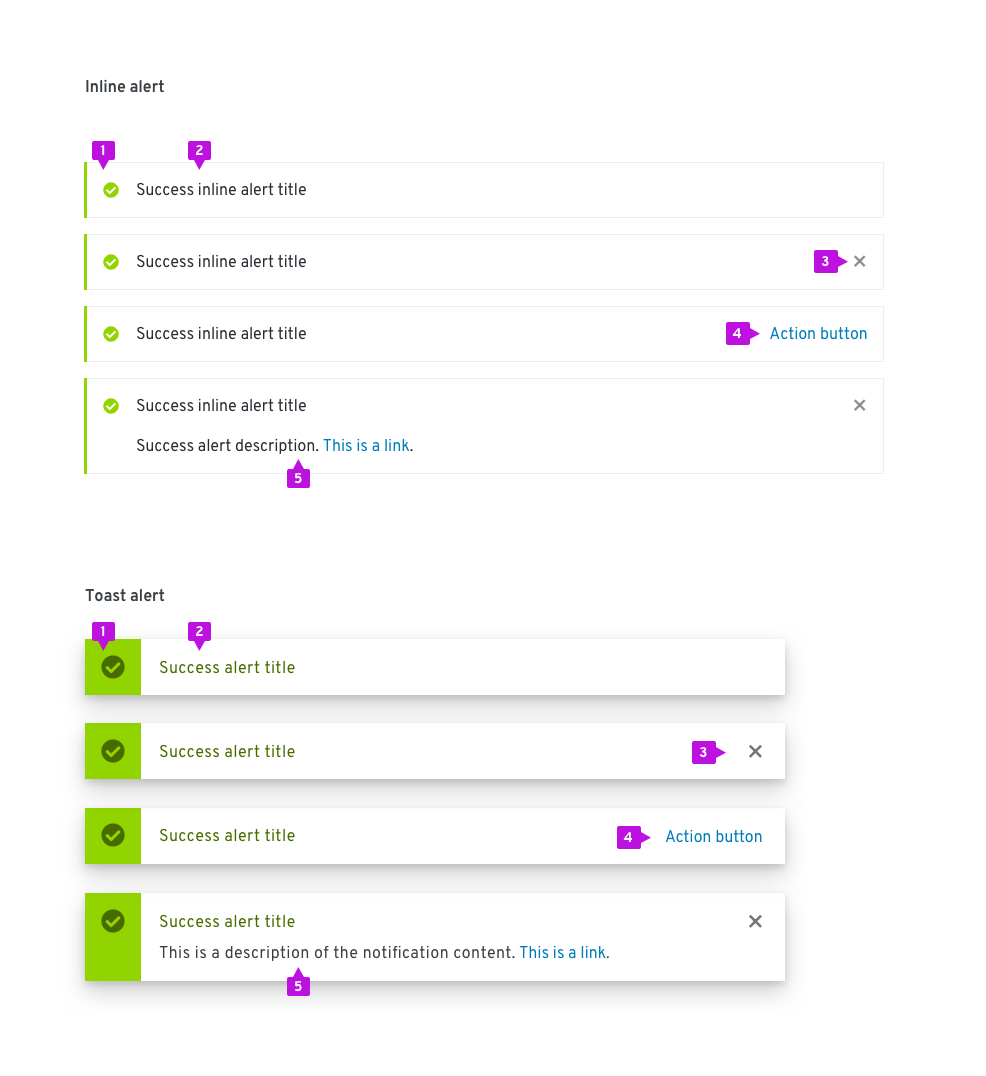 Inline alert
1 2
Success inline alert title
Success inline alert title 3
Success inline alert title 4 Action button
Success inline alert title
Success alert description. This is a link.
5
Toast alert
1 2
Success alert title
Success alert title 3
Success alert title 4 Action button
Success alert title
This is a description of the notification content. This is a link.
5